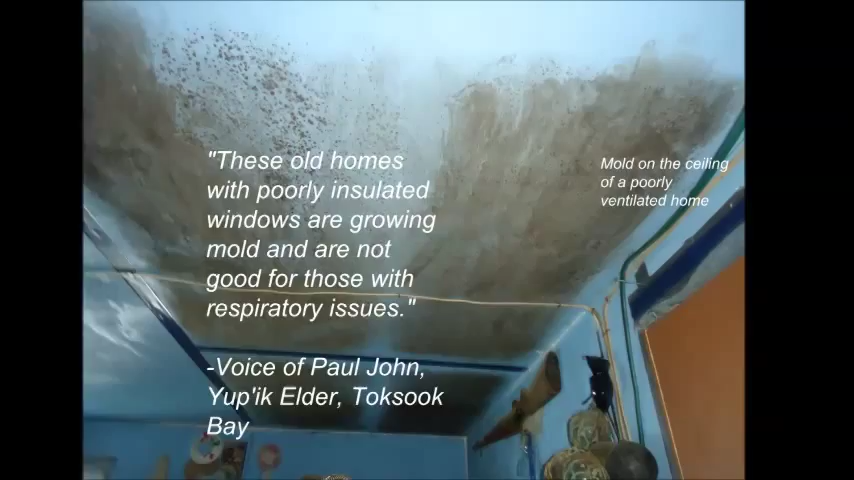 "These old homes
with poorly insulated
windows are growing
mold and are not
good for those with
respiratory issues."
-Voice of Paul John,
Yup'ik Elder, Toksook
Bay
Mold on the ceiling
of a poorly
ventilated home